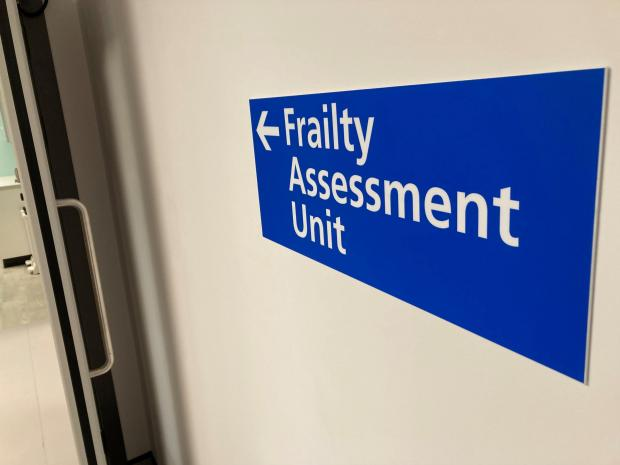 ← Frailty
Assessment
Unit